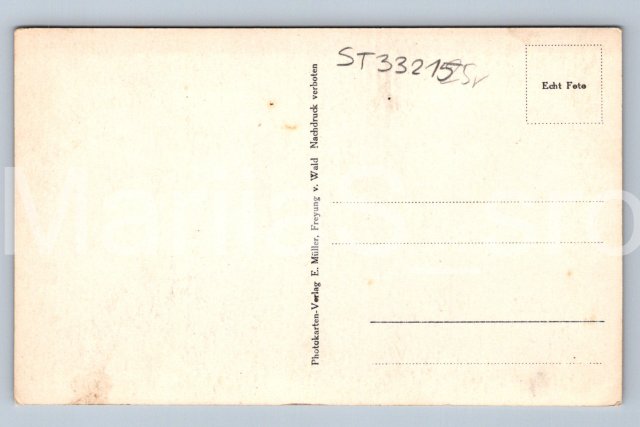 ST33215
Echt Foto
Photokarten-Verlag E. Müller, Freyung v. Wald Nachdruck verboten